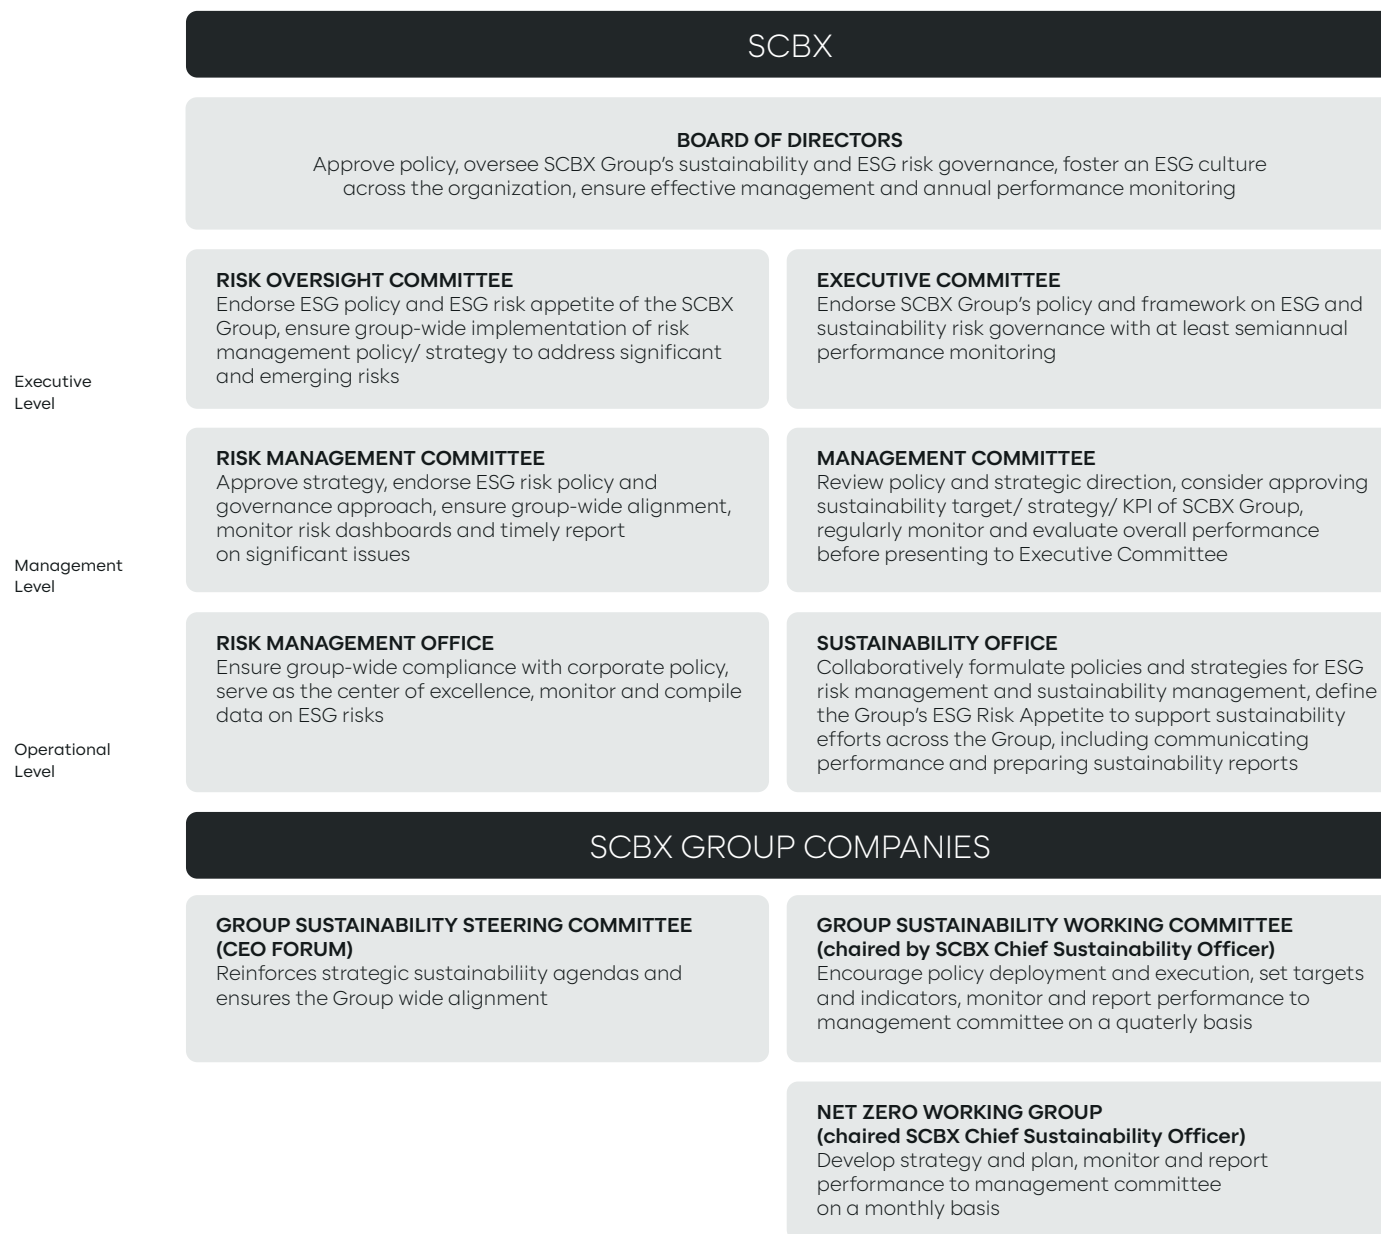 SCBX
BOARD OF DIRECTORS
Approve policy, oversee SCBX Group's sustainability and ESG risk governance, foster an ESG culture
across the organization, ensure effective management and annual performance monitoring
Executive
Level
RISK OVERSIGHT COMMITTEE
Endorse ESG policy and ESG risk appetite of the SCBX
Group, ensure group-wide implementation of risk
management policy/ strategy to address significant
and emerging risks
EXECUTIVE COMMITTEE
Endorse SCBX Group's policy and framework on ESG and
sustainability risk governance with at least semiannual
performance monitoring
Management
Level
RISK MANAGEMENT COMMITTEE
Approve strategy, endorse ESG risk policy and
governance approach, ensure group-wide alignment,
monitor risk dashboards and timely report
on significant issues
MANAGEMENT COMMITTEE
Review policy and strategic direction, consider approving
sustainability target/ strategy/ KPI of SCBX Group,
regularly monitor and evaluate overall performance
before presenting to Executive Committee
Operational
Level
RISK MANAGEMENT OFFICE
Ensure group-wide compliance with corporate policy,
serve as the center of excellence, monitor and compile
data on ESG risks
SUSTAINABILITY OFFICE
Collaboratively formulate policies and strategies for ESG
risk management and sustainability management, define
the Group's ESG Risk Appetite to support sustainability
efforts across the Group, including communicating
performance and preparing sustainability reports
SCBX GROUP COMPANIES
GROUP SUSTAINABILITY STEERING COMMITTEE
(CEO FORUM)
Reinforces strategic sustainabiliity agendas and
ensures the Group wide alignment
GROUP SUSTAINABILITY WORKING COMMITTEE
(chaired by SCBX Chief Sustainability Officer)
Encourage policy deployment and execution, set targets
and indicators, monitor and report performance to
management committee on a quaterly basis
NET ZERO WORKING GROUP
(chaired SCBX Chief Sustainability Officer)
Develop strategy and plan, monitor and report
performance to management committee
on a monthly basis